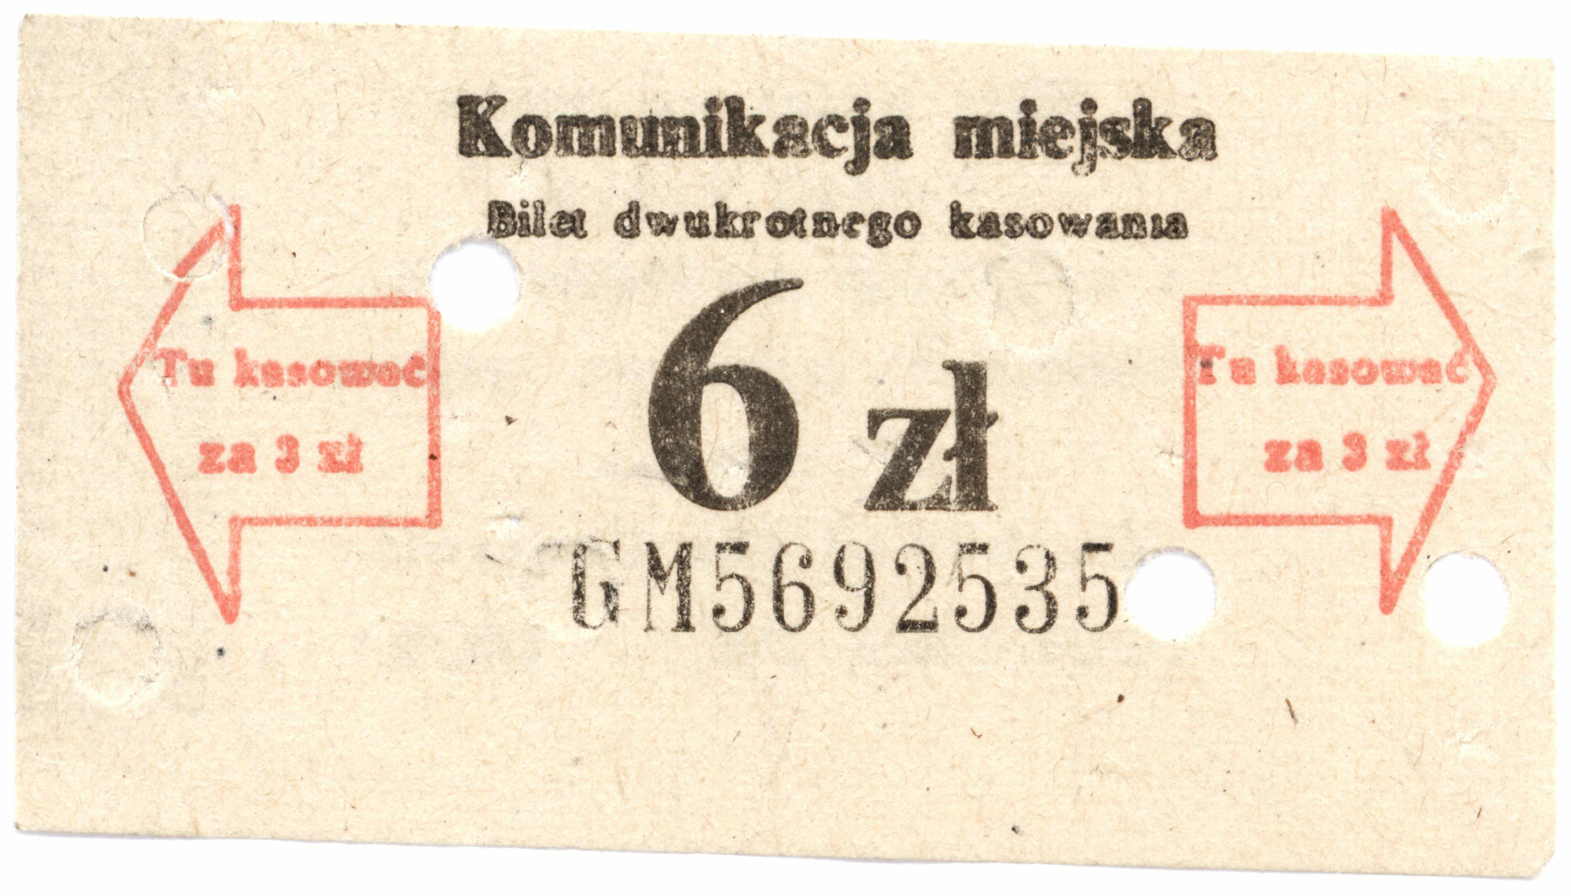 Komunikacja miejska
Bilet dwukrotnego kasowania
6 zł
Tu kasować
za 3 zł
Tu kasować
za 3 zł
GM5692535